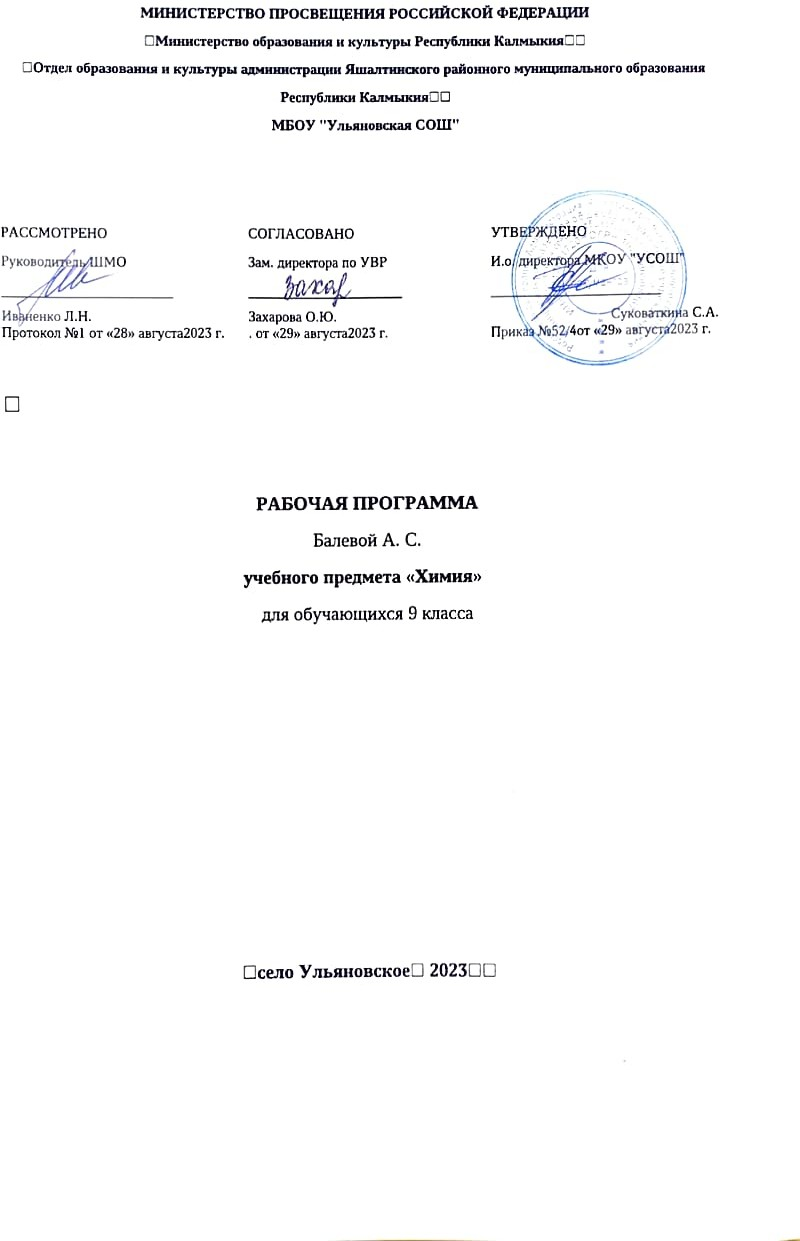 МИНИСТЕРСТВО ПРОСВЕЩЕНИЯ РОССИЙСКОЙ ФЕДЕРАЦИИ
□Министерство образования и культуры Республики Калмыкия□□
□Отдел образования и культуры администрации Яшалтинского районного муниципального образования
Республики Калмыкия□□
МБОУ "Ульяновская СОШ"
РАССМОТРЕНО
Руководитель ШМО
Иваненко Л.Н.
Протокол №1 от «28» августа2023 г.
СОГЛАСОВАНО
Зам. директора по УВР
Захар
Захарова О.Ю.
. от «29» августа2023 г.
УТВЕРЖДЕНО
И.о. директора МКОУ "УСОШ"
Суковаткина С.А.
Приказ №52/4от «29» августа2023 г.
□
РАБОЧАЯ ПРОГРАММА
Балевой А. С.
учебного предмета «Химия»
для обучающихся 9 класса
□село Ульяновское□ 2023□□